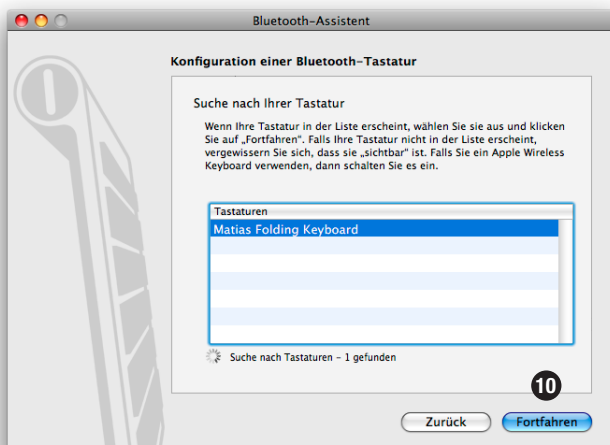 Bluetooth-Assistent
Konfiguration einer Bluetooth-Tastatur
Suche nach Ihrer Tastatur
Wenn Ihre Tastatur in der Liste erscheint, wählen Sie sie aus und klicken
Sie auf „Fortfahren“. Falls Ihre Tastatur nicht in der Liste erscheint,
vergewissern Sie sich, dass sie „sichtbar“ ist. Falls Sie ein Apple Wireless
Keyboard verwenden, dann schalten Sie es ein.
Tastaturen
Matias Folding Keyboard
Suche nach Tastaturen – 1 gefunden
10
Zurück
Fortfahren